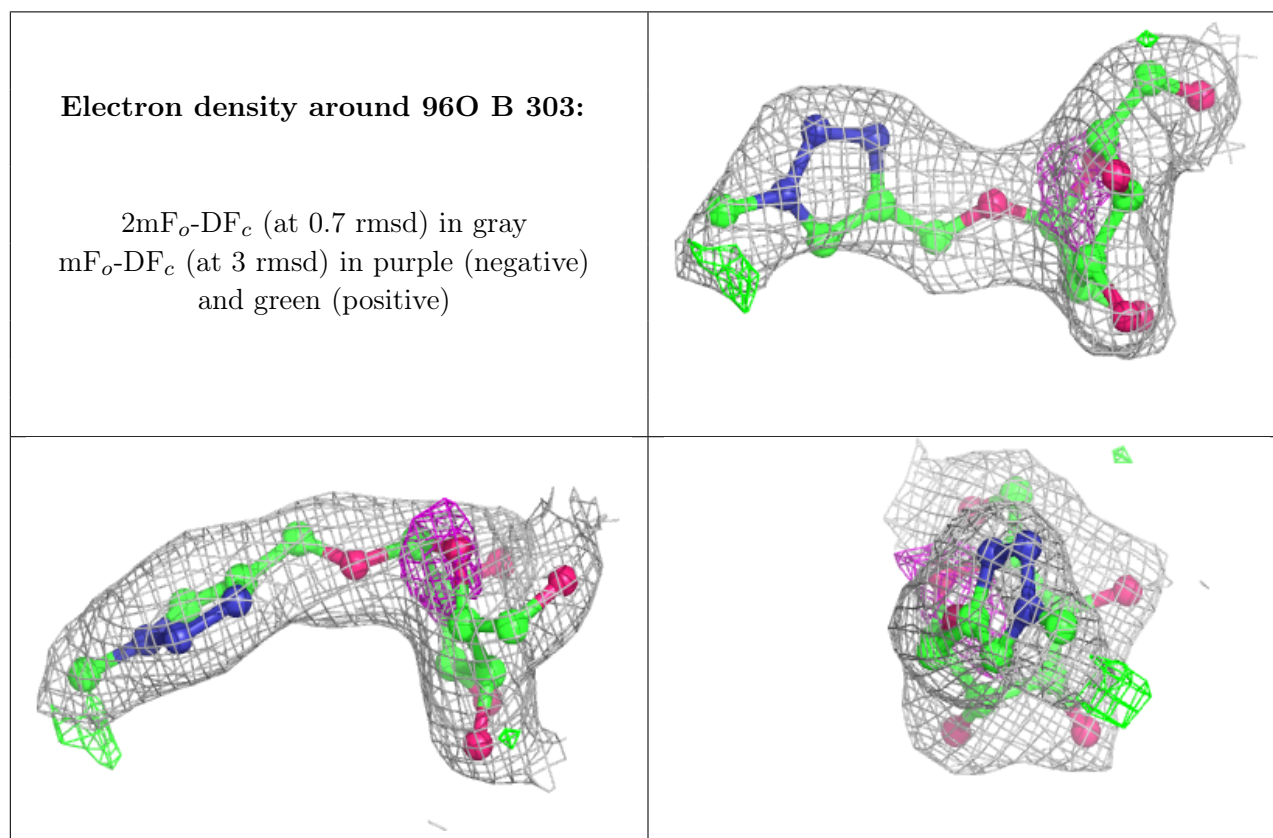 Electron density around 96O B 303:
2mFo-DFc (at 0.7 rmsd) in gray
mFo-DFc (at 3 rmsd) in purple (negative)
and green (positive)